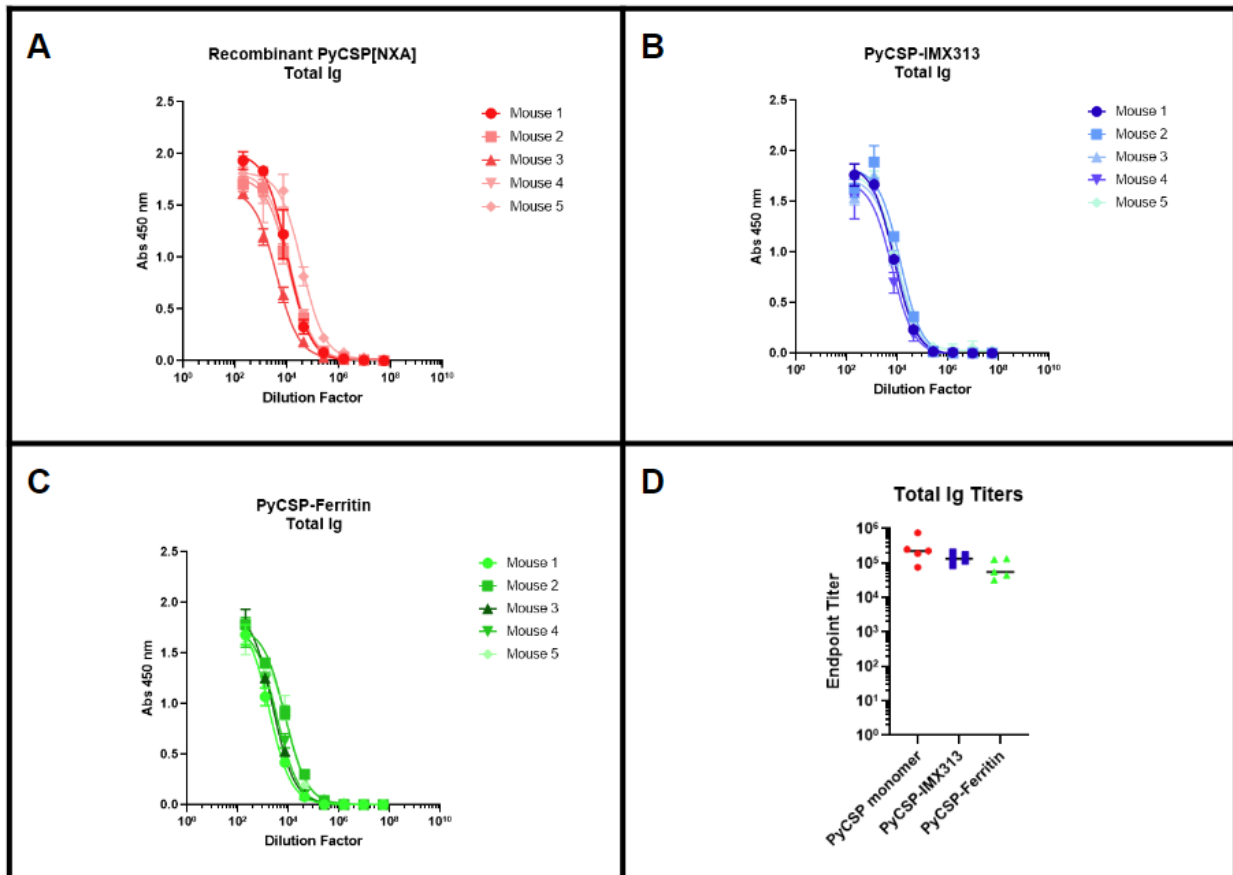 A
Recombinant PyCSP[NXA]
Total Ig
2.5
2.0
1.5
1.0
0.5
0.0
Abs 450 nm
10⁰
10²
10⁴
10⁶
10⁸
10¹⁰
Dilution Factor
Mouse 1
Mouse 2
Mouse 3
Mouse 4
Mouse 5
B
PyCSP-IMX313
Total Ig
2.5
2.0
1.5
1.0
0.5
0.0
Abs 450 nm
10⁰
10²
10⁴
10⁶
10⁸
10¹⁰
Dilution Factor
Mouse 1
Mouse 2
Mouse 3
Mouse 4
Mouse 5
C
PyCSP-Ferritin
Total Ig
2.5
2.0
1.5
1.0
0.5
0.0
Abs 450 nm
10⁰
10²
10⁴
10⁶
10⁸
10¹⁰
Dilution Factor
Mouse 1
Mouse 2
Mouse 3
Mouse 4
Mouse 5
D
Total Ig Titers
10⁶
10⁵
10⁴
10³
10²
10¹
10⁰
Endpoint Titer
PyCSP monomer
PyCSP-IMX313
PyCSP-Ferritin